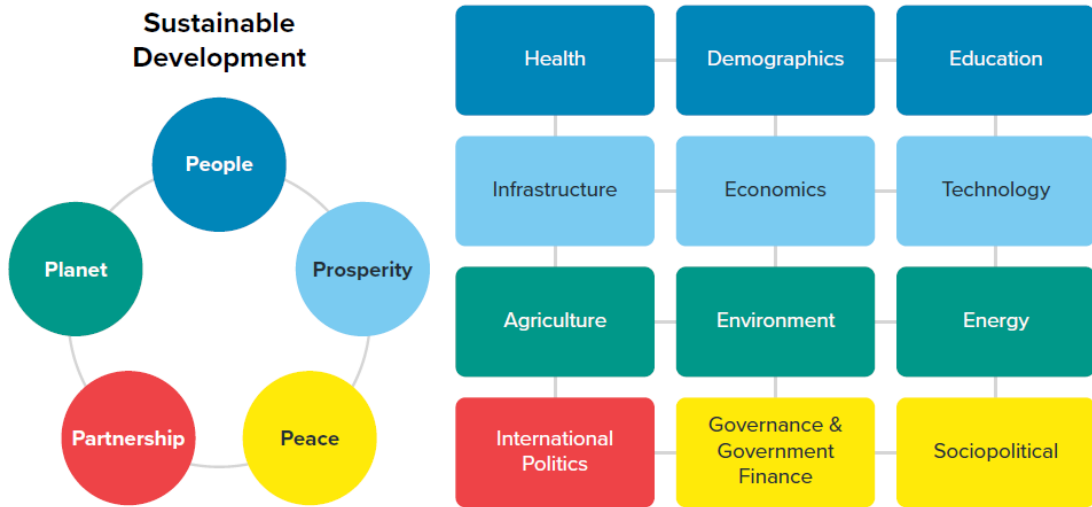 Sustainable
Development
People
Planet
Prosperity
Partnership
Peace
Health
Demographics
Education
Infrastructure
Economics
Technology
Agriculture
Environment
Energy
International
Politics
Governance &
Government
Finance
Sociopolitical